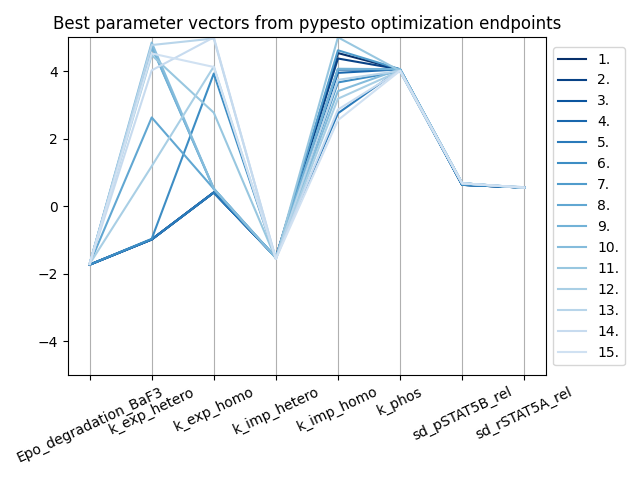 Best parameter vectors from pypesto optimization endpoints
4
2
0
−2
−4
Epo_degradation_BaF3
k_exp_hetero
k_exp_homo
k_imp_hetero
k_imp_homo
k_phos
sd_pSTAT5B_rel
sd_rSTAT5A_rel
1.
2.
3.
4.
5.
6.
7.
8.
9.
10.
11.
12.
13.
14.
15.